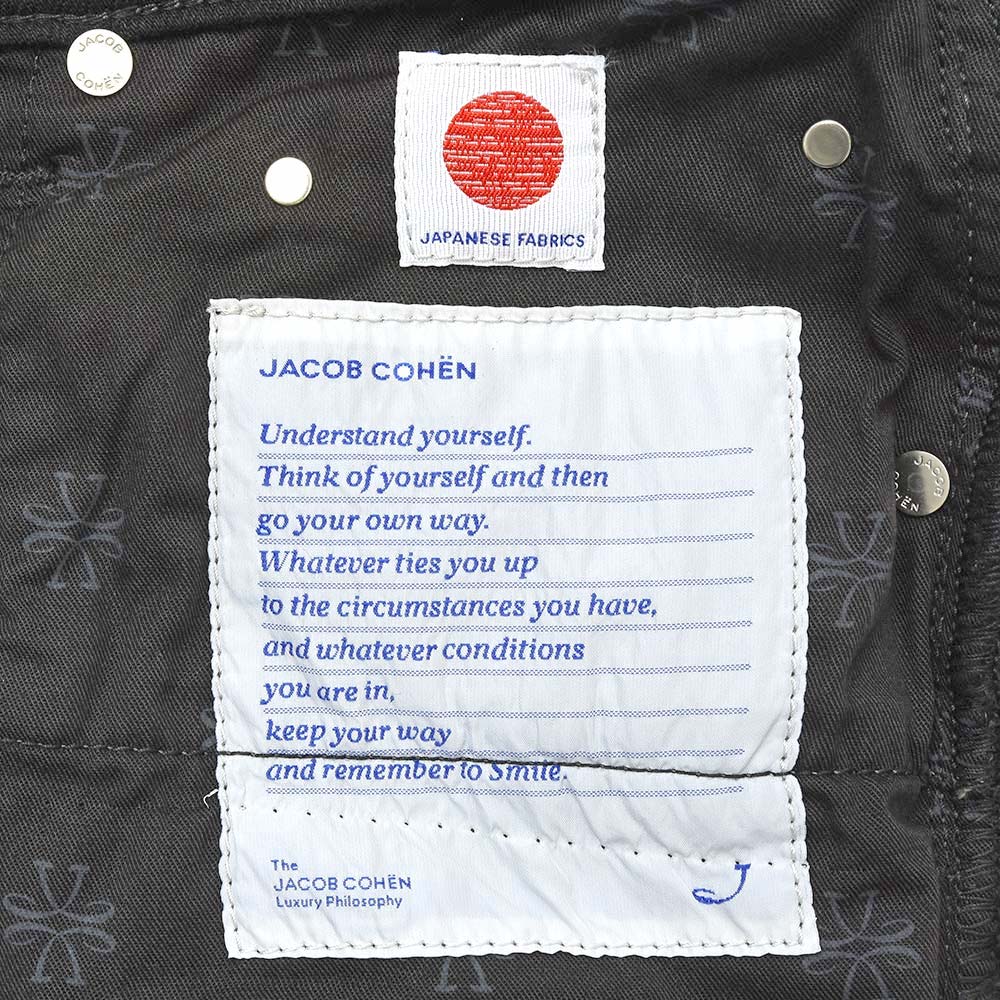 JACOB
COHËN
JAPANESE FABRICS
JACOB COHËN
Understand yourself.
Think of yourself and then
go your own way.
Whatever ties you up
to the circumstances you have,
and whatever conditions
you are in,
keep your way
and remember to Smile.
JACOB
COHËN
The
JACOB COHËN
Luxury Philosophy
J